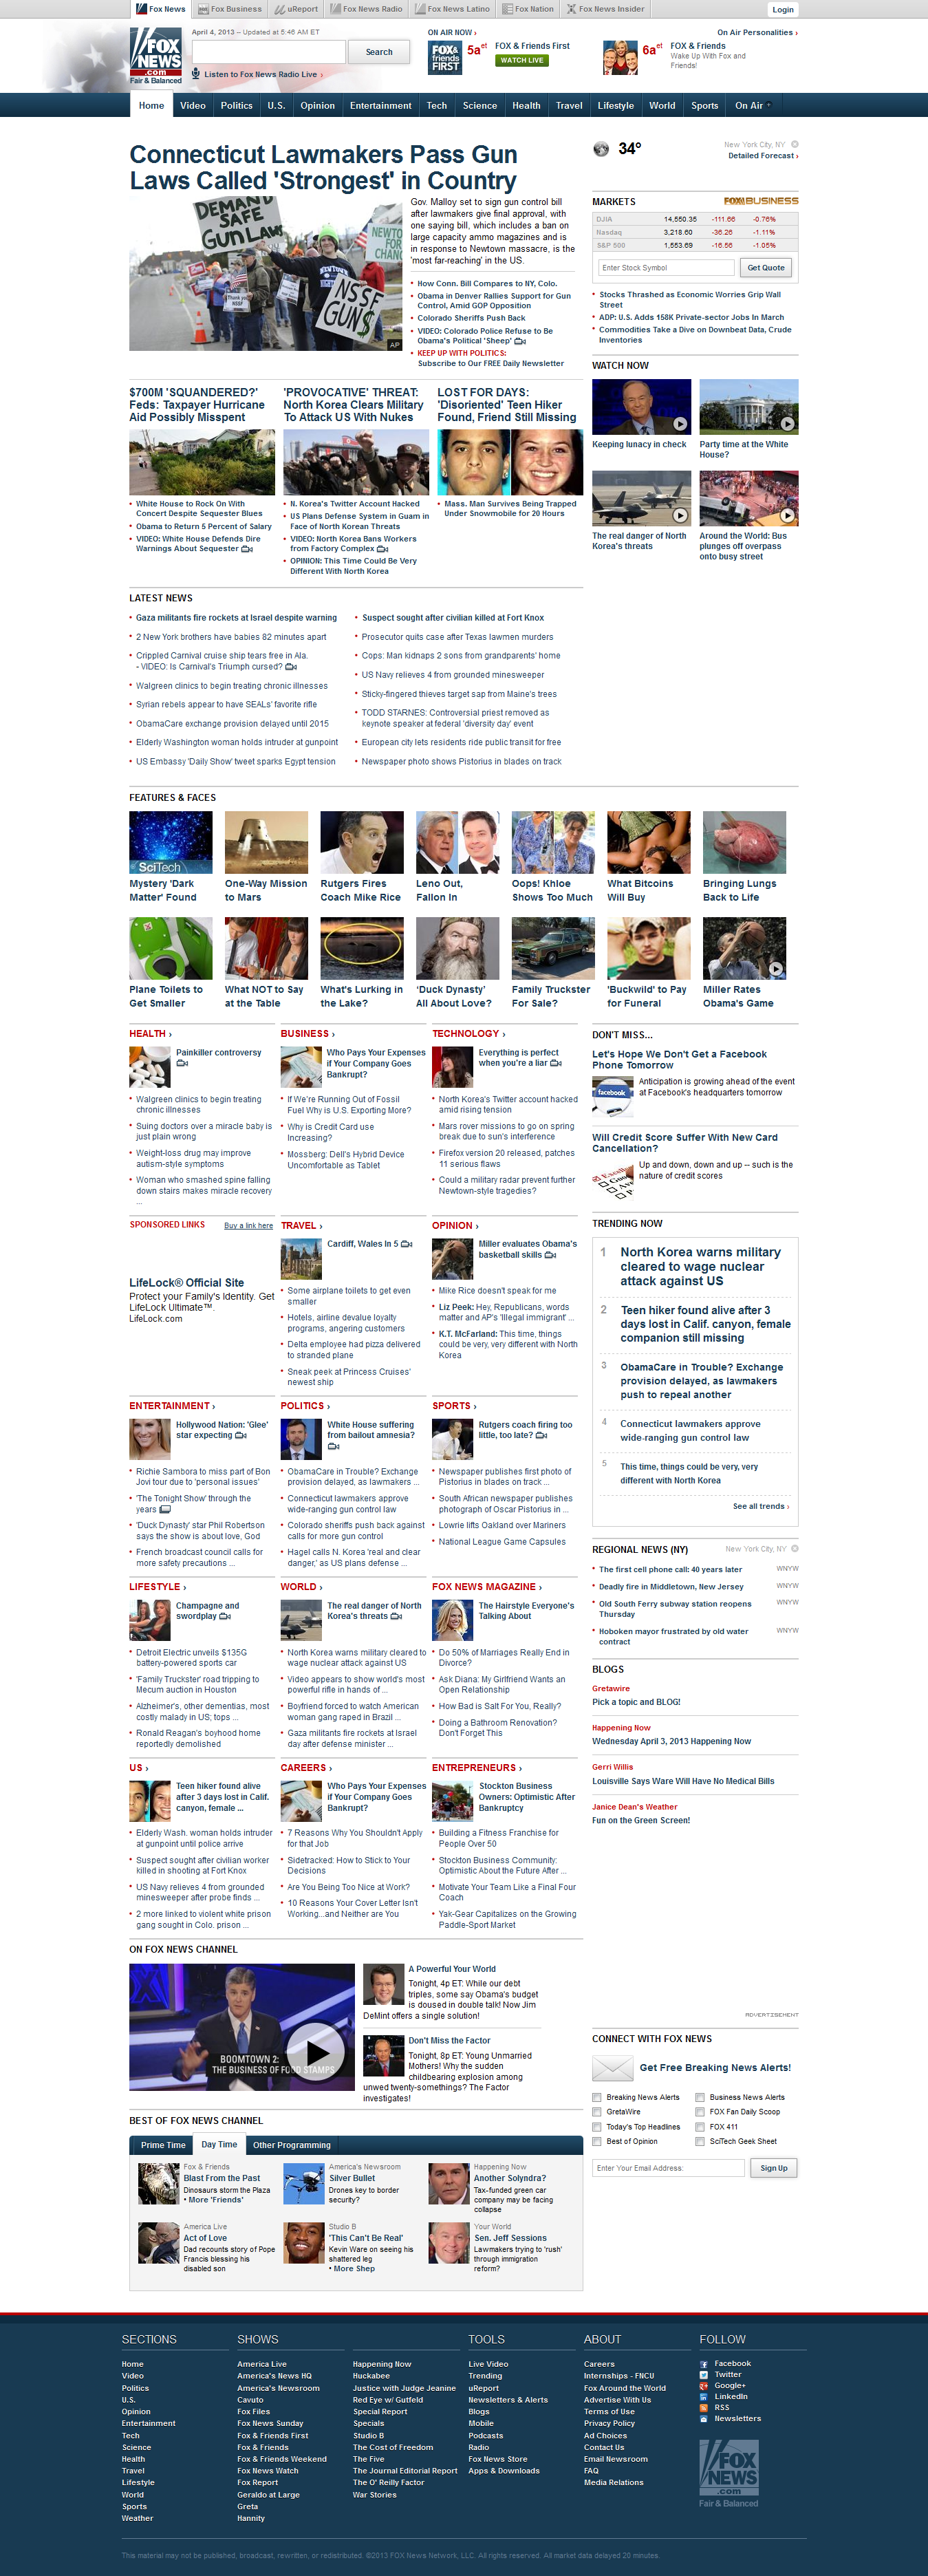 Fox News
Fox Business
uReport
Fox News Radio
Fox News Latino
Fox Nation
Fox News Insider
Login
FOX
NEWS
.com
Fair & Balanced
April 4, 2013 – Updated at 5:46 AM ET
Search
Listen to Fox News Radio Live ›
ON AIR NOW ›
On Air Personalities ›
FOX&
friends
FIRST
5a et
FOX & Friends First
WATCH LIVE
6a et
FOX & Friends
Wake Up With Fox and
Friends!
Home
Video
Politics
U.S.
Opinion
Entertainment
Tech
Science
Health
Travel
Lifestyle
World
Sports
On Air
Connecticut Lawmakers Pass Gun
Laws Called 'Strongest' in Country
DEMAND
SAFE
GUN LAW
NSSF
GUN$
AP
Gov. Malloy set to sign gun control bill
after lawmakers give final approval, with
one saying bill, which includes a ban on
large capacity ammo magazines and is
in response to Newtown massacre, is the
'most far-reaching' in the US.
• How Conn. Bill Compares to NY, Colo.
• Obama in Denver Rallies Support for Gun
Control, Amid GOP Opposition
• Colorado Sheriffs Push Back
• VIDEO: Colorado Police Refuse to Be
Obama's Political 'Sheep'
• KEEP UP WITH POLITICS:
Subscribe to Our FREE Daily Newsletter
34°
New York City, NY
Detailed Forecast ›
MARKETS
FOX BUSINESS
DJIA 14,550.35 -111.66 -0.76%
Nasdaq 3,218.60 -36.26 -1.11%
S&P 500 1,553.69 -16.56 -1.05%
Enter Stock Symbol
Get Quote
• Stocks Thrashed as Economic Worries Grip Wall
Street
• ADP: U.S. Adds 158K Private-sector Jobs In March
• Commodities Take a Dive on Downbeat Data, Crude
Inventories
WATCH NOW
Keeping lunacy in check
Party time at the White
House?
The real danger of North
Korea's threats
Around the World: Bus
plunges off overpass
onto busy street
$700M 'SQUANDERED?'
Feds: Taxpayer Hurricane
Aid Possibly Misspent
• White House to Rock On With
Concert Despite Sequester Blues
• Obama to Return 5 Percent of Salary
• VIDEO: White House Defends Dire
Warnings About Sequester
'PROVOCATIVE' THREAT:
North Korea Clears Military
To Attack US With Nukes
• N. Korea's Twitter Account Hacked
• US Plans Defense System in Guam in
Face of North Korean Threats
• VIDEO: North Korea Bans Workers
from Factory Complex
• OPINION: This Time Could Be Very
Different With North Korea
LOST FOR DAYS:
'Disoriented' Teen Hiker
Found, Friend Still Missing
• Mass. Man Survives Being Trapped
Under Snowmobile for 20 Hours
LATEST NEWS
• Gaza militants fire rockets at Israel despite warning
• 2 New York brothers have babies 82 minutes apart
• Crippled Carnival cruise ship tears free in Ala.
- VIDEO: Is Carnival's Triumph cursed?
• Walgreen clinics to begin treating chronic illnesses
• Syrian rebels appear to have SEALs' favorite rifle
• ObamaCare exchange provision delayed until 2015
• Elderly Washington woman holds intruder at gunpoint
• US Embassy 'Daily Show' tweet sparks Egypt tension
• Suspect sought after civilian killed at Fort Knox
• Prosecutor quits case after Texas lawmen murders
• Cops: Man kidnaps 2 sons from grandparents' home
• US Navy relieves 4 from grounded minesweeper
• Sticky-fingered thieves target sap from Maine's trees
• TODD STARNES: Controversial priest removed as
keynote speaker at federal 'diversity day' event
• European city lets residents ride public transit for free
• Newspaper photo shows Pistorius in blades on track
FEATURES & FACES
SciTech
Mystery 'Dark
Matter' Found
One-Way Mission
to Mars
Rutgers Fires
Coach Mike Rice
Leno Out,
Fallon In
Oops! Khloe
Shows Too Much
What Bitcoins
Will Buy
Bringing Lungs
Back to Life
Plane Toilets to
Get Smaller
What NOT to Say
at the Table
What's Lurking in
the Lake?
'Duck Dynasty'
All About Love?
Family Truckster
For Sale?
'Buckwild' to Pay
for Funeral
Miller Rates
Obama's Game
HEALTH ›
Painkiller controversy
• Walgreen clinics to begin treating
chronic illnesses
• Suing doctors over a miracle baby is
just plain wrong
• Weight-loss drug may improve
autism-style symptoms
• Woman who smashed spine falling
down stairs makes miracle recovery
...
BUSINESS ›
Who Pays Your Expenses
if Your Company Goes
Bankrupt?
• If We're Running Out of Fossil
Fuel Why is U.S. Exporting More?
• Why is Credit Card use
Increasing?
• Mossberg: Dell's Hybrid Device
Uncomfortable as Tablet
TECHNOLOGY ›
Everything is perfect
when you're a liar
• North Korea's Twitter account hacked
amid rising tension
• Mars rover missions to go on spring
break due to sun's interference
• Firefox version 20 released, patches
11 serious flaws
• Could a military radar prevent further
Newtown-style tragedies?
DON'T MISS...
Let's Hope We Don't Get a Facebook
Phone Tomorrow
facebook
Anticipation is growing ahead of the event
at Facebook's headquarters tomorrow
Will Credit Score Suffer With New Card
Cancellation?
Up and down, down and up – such is the
nature of credit scores
SPONSORED LINKS
Buy a link here
LifeLock® Official Site
Protect your Family's Identity. Get
LifeLock Ultimate™.
LifeLock.com
TRAVEL ›
Cardiff, Wales In 5
• Some airplane toilets to get even
smaller
• Hotels, airline devalue loyalty
programs, angering customers
• Delta employee had pizza delivered
to stranded plane
• Sneak peek at Princess Cruises'
newest ship
OPINION ›
Miller evaluates Obama's
basketball skills
• Mike Rice doesn't speak for me
• Liz Peek: Hey, Republicans, words
matter and AP's 'Illegal immigrant' ...
• K.T. McFarland: This time, things
could be very, very different with North
Korea
TRENDING NOW
1 North Korea warns military
cleared to wage nuclear
attack against US
2 Teen hiker found alive after 3
days lost in Calif. canyon, female
companion still missing
3 ObamaCare in Trouble? Exchange
provision delayed, as lawmakers
push to repeal another
4 Connecticut lawmakers approve
wide-ranging gun control law
5 This time, things could be very, very
different with North Korea
See all trends ›
ENTERTAINMENT ›
Hollywood Nation: 'Glee'
star expecting
• Richie Sambora to miss part of Bon
Jovi tour due to 'personal issues'
• 'The Tonight Show' through the
years
• 'Duck Dynasty' star Phil Robertson
says the show is about love, God
• French broadcast council calls for
more safety precautions ...
POLITICS ›
White House suffering
from bailout amnesia?
• ObamaCare in Trouble? Exchange
provision delayed, as lawmakers ...
• Connecticut lawmakers approve
wide-ranging gun control law
• Colorado sheriffs push back against
calls for more gun control
• Hagel calls N. Korea 'real and clear
danger,' as US plans defense ...
SPORTS ›
Rutgers coach firing too
little, too late?
• Newspaper publishes first photo of
Pistorius in blades on track ...
• South African newspaper publishes
photograph of Oscar Pistorius in ...
• Lowrie lifts Oakland over Mariners
• National League Game Capsules
REGIONAL NEWS (NY)
New York City, NY
• The first cell phone call: 40 years later WNYW
• Deadly fire in Middletown, New Jersey WNYW
• Old South Ferry subway station reopens WNYW
Thursday
• Hoboken mayor frustrated by old water WNYW
contract
LIFESTYLE ›
Champagne and
swordplay
• Detroit Electric unveils $135G
battery-powered sports car
• 'Family Truckster' road tripping to
Mecum auction in Houston
• Alzheimer's, other dementias, most
costly malady in US; tops ...
• Ronald Reagan's boyhood home
reportedly demolished
WORLD ›
The real danger of North
Korea's threats
• North Korea warns military cleared to
wage nuclear attack against US
• Video appears to show world's most
powerful rifle in hands of ...
• Boyfriend forced to watch American
woman gang raped in Brazil ...
• Gaza militants fire rockets at Israel
day after defense minister ...
FOX NEWS MAGAZINE ›
The Hairstyle Everyone's
Talking About
• Do 50% of Marriages Really End in
Divorce?
• Ask Diana: My Girlfriend Wants an
Open Relationship
• How Bad is Salt For You, Really?
• Doing a Bathroom Renovation?
Don't Forget This
BLOGS
Gretawire
Pick a topic and BLOG!
Happening Now
Wednesday April 3, 2013 Happening Now
Gerri Willis
Louisville Says Ware Will Have No Medical Bills
Janice Dean's Weather
Fun on the Green Screen!
US ›
Teen hiker found alive
after 3 days lost in Calif.
canyon, female ...
• Elderly Wash. woman holds intruder
at gunpoint until police arrive
• Suspect sought after civilian worker
killed in shooting at Fort Knox
• US Navy relieves 4 from grounded
minesweeper after probe finds ...
• 2 more linked to violent white prison
gang sought in Colo. prison ...
CAREERS ›
Who Pays Your Expenses
if Your Company Goes
Bankrupt?
• 7 Reasons Why You Shouldn't Apply
for that Job
• Sidetracked: How to Stick to Your
Decisions
• Are You Being Too Nice at Work?
• 10 Reasons Your Cover Letter Isn't
Working...and Neither are You
ENTREPRENEURS ›
Stockton Business
Owners: Optimistic After
Bankruptcy
• Building a Fitness Franchise for
People Over 50
• Stockton Business Community:
Optimistic About the Future After ...
• Motivate Your Team Like a Final Four
Coach
• Yak-Gear Capitalizes on the Growing
Paddle-Sport Market
ON FOX NEWS CHANNEL
BOOMTOWN 2:
THE BUSINESS OF FOOD STAMPS
A Powerful Your World
Tonight, 4p ET: While our debt
triples, some say Obama's budget
is doused in double talk! Now Jim
DeMint offers a single solution!
Don't Miss the Factor
Tonight, 8p ET: Young Unmarried
Mothers! Why the sudden
childbearing explosion among
unwed twenty-somethings? The Factor
investigates!
ADVERTISEMENT
CONNECT WITH FOX NEWS
Get Free Breaking News Alerts!
Breaking News Alerts
Business News Alerts
GretaWire
FOX Fan Daily Scoop
Today's Top Headlines
FOX 411
Best of Opinion
SciTech Geek Sheet
Enter Your Email Address:
Sign Up
BEST OF FOX NEWS CHANNEL
Prime Time
Day Time
Other Programming
Fox & Friends
Blast From the Past
Dinosaurs storm the Plaza
• More 'Friends'
America's Newsroom
Silver Bullet
Drones key to border
security?
Happening Now
Another Solyndra?
Tax-funded green car
company may be facing
collapse
America Live
Act of Love
Dad recounts story of Pope
Francis blessing his
disabled son
Studio B
'This Can't Be Real'
Kevin Ware on seeing his
shattered leg
• More Shep
Your World
Sen. Jeff Sessions
Lawmakers trying to 'rush'
through immigration
reform?
SECTIONS
Home
Video
Politics
U.S.
Opinion
Entertainment
Tech
Science
Health
Travel
Lifestyle
World
Sports
Weather
SHOWS
America Live
America's News HQ
America's Newsroom
Cavuto
Fox Files
Fox News Sunday
Fox & Friends First
Fox & Friends
Fox & Friends Weekend
Fox News Watch
Fox Report
Geraldo at Large
Greta
Hannity
Happening Now
Huckabee
Justice with Judge Jeanine
Red Eye w/ Gutfeld
Special Report
Specials
Studio B
The Cost of Freedom
The Five
The Journal Editorial Report
The O' Reilly Factor
War Stories
TOOLS
Live Video
Trending
uReport
Newsletters & Alerts
Blogs
Mobile
Podcasts
Radio
Fox News Store
Apps & Downloads
ABOUT
Careers
Internships - FNCU
Fox Around the World
Advertise With Us
Terms of Use
Privacy Policy
Ad Choices
Contact Us
Email Newsroom
FAQ
Media Relations
FOLLOW
Facebook
Twitter
Google+
LinkedIn
RSS
Newsletters
FOX
NEWS
.com
Fair & Balanced
This material may not be published, broadcast, rewritten, or redistributed. ©2013 FOX News Network, LLC. All rights reserved. All market data delayed 20 minutes.